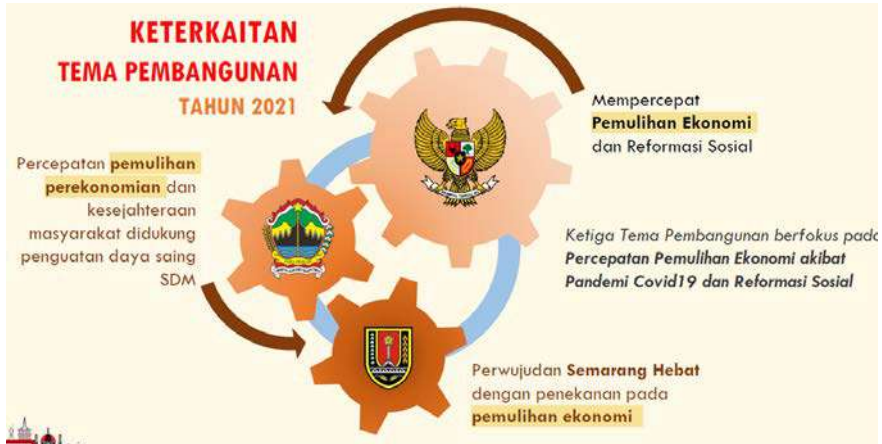 KETERKAITAN
TEMA PEMBANGUNAN
TAHUN 2021
Mempercepat
Pemulihan Ekonomi
dan Reformasi Sosial
Percepatan pemulihan
perekonomian dan
kesejahteraan
masyarakat didukung
penguatan daya saing
SDM
Ketiga Tema Pembangunan berfokus pada
Percepatan Pemulihan Ekonomi akibat
Pandemi Covid19 dan Reformasi Sosial
Perwujudan Semarang Hebat
dengan penekanan pada
pemulihan ekonomi